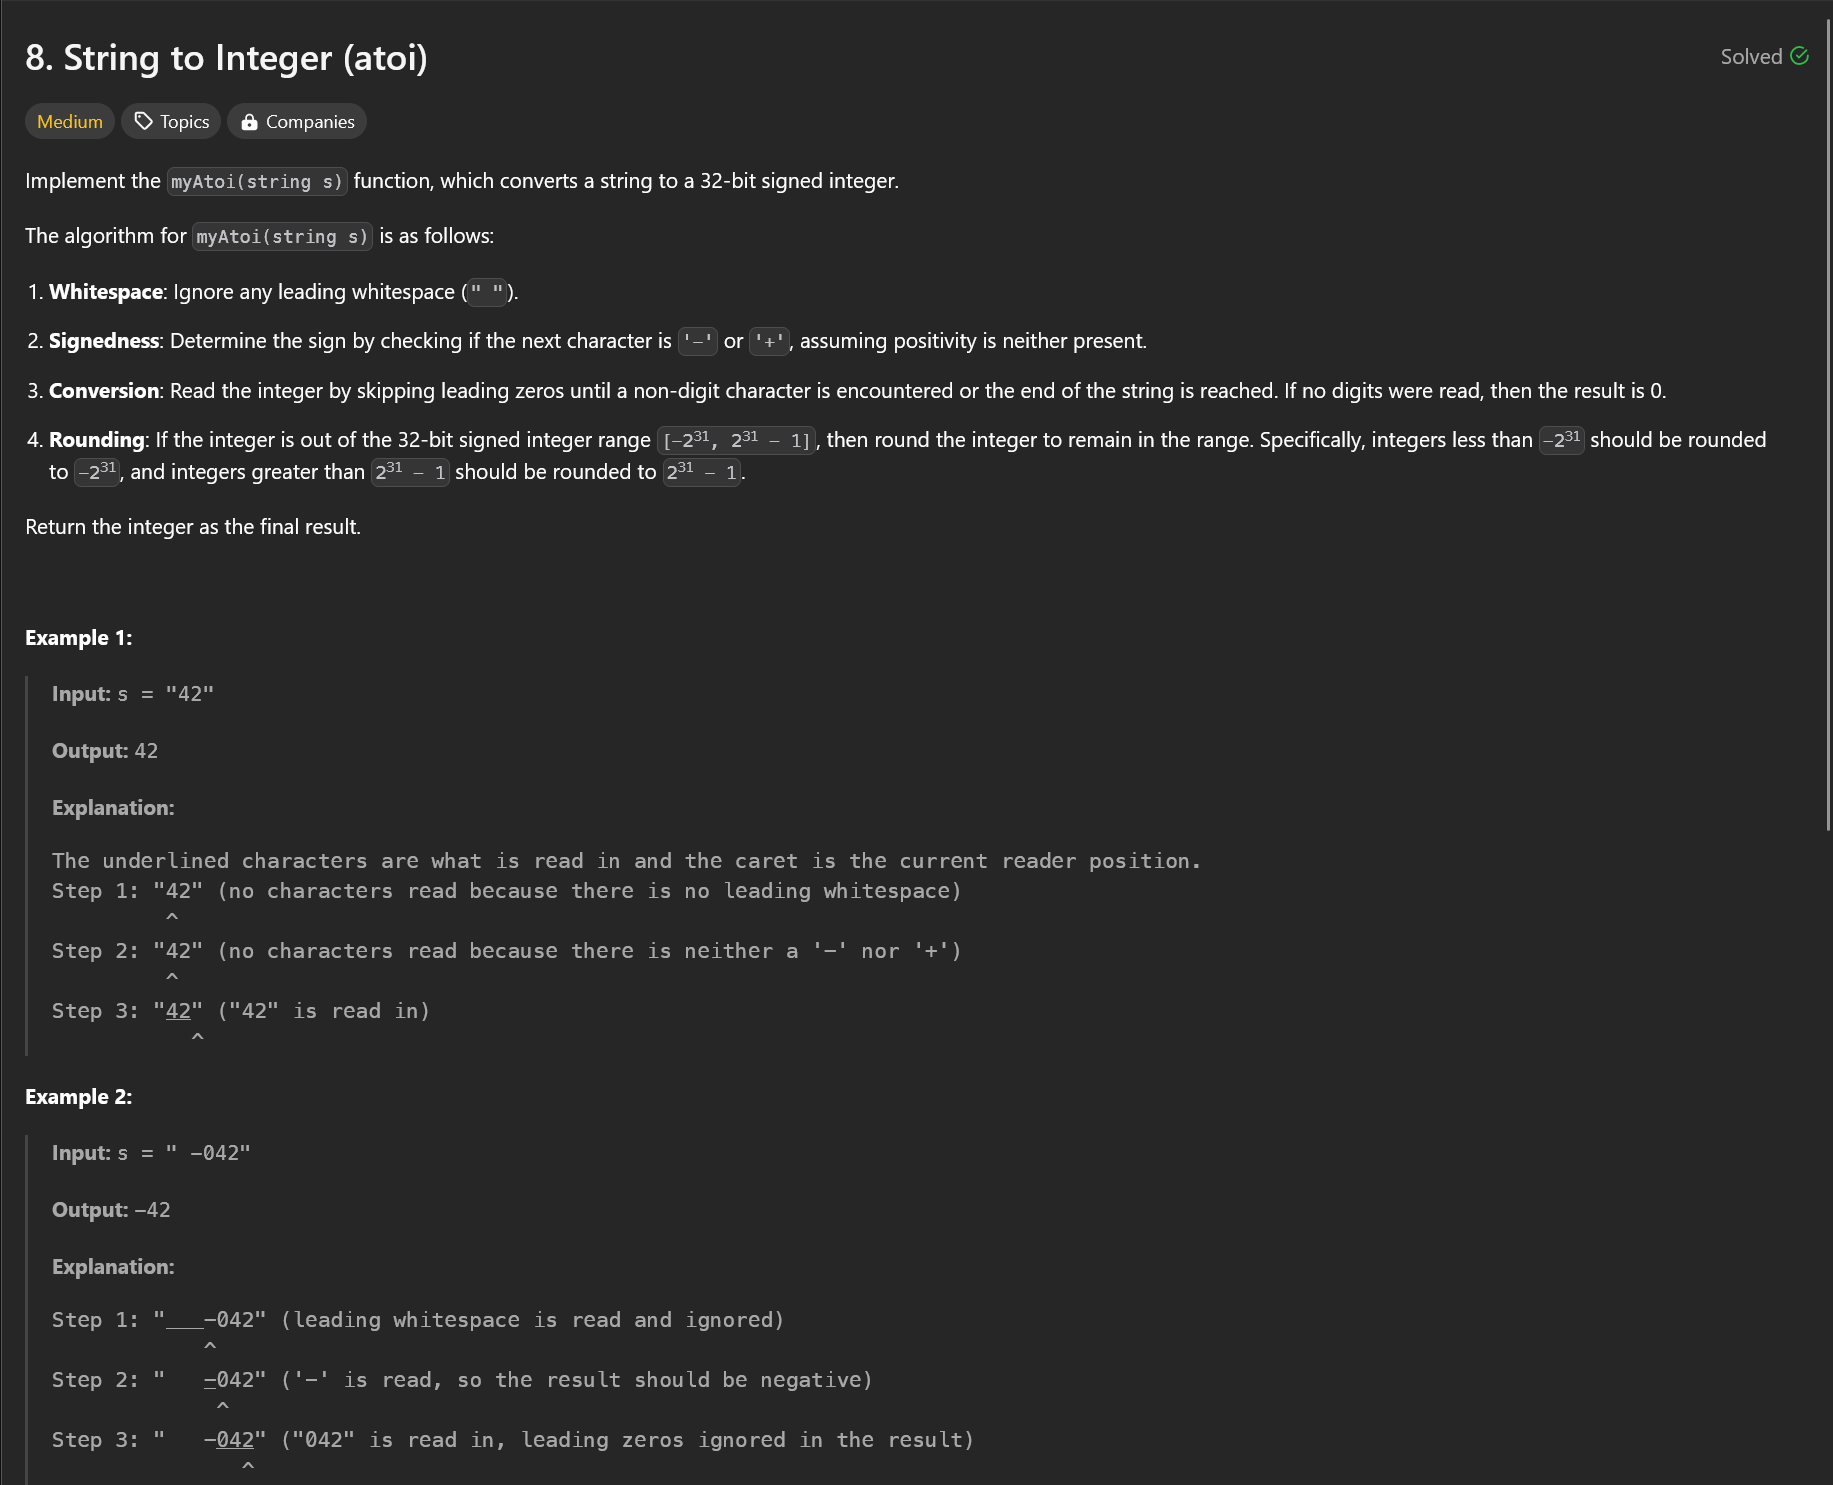 8. String to Integer (atoi)
Solved
Medium Topics Companies
Implement the myAtoi(string s) function, which converts a string to a 32-bit signed integer.
The algorithm for myAtoi(string s) is as follows:
1. Whitespace: Ignore any leading whitespace (" ").
2. Signedness: Determine the sign by checking if the next character is '-' or '+', assuming positivity is neither present.
3. Conversion: Read the integer by skipping leading zeros until a non-digit character is encountered or the end of the string is reached. If no digits were read, then the result is 0.
4. Rounding: If the integer is out of the 32-bit signed integer range [-2³¹, 2³¹ - 1], then round the integer to remain in the range. Specifically, integers less than -2³¹ should be rounded
to -2³¹, and integers greater than 2³¹ - 1 should be rounded to 2³¹ - 1.
Return the integer as the final result.
Example 1:
Input: s = "42"
Output: 42
Explanation:
The underlined characters are what is read in and the caret is the current reader position.
Step 1: "42" (no characters read because there is no leading whitespace)
         ^
Step 2: "42" (no characters read because there is neither a '-' nor '+')
         ^
Step 3: "42" ("42" is read in)
           ^
Example 2:
Input: s = " -042"
Output: -42
Explanation:
Step 1: "___-042" (leading whitespace is read and ignored)
            ^
Step 2: "   -042" ('-' is read, so the result should be negative)
             ^
Step 3: "   -042" ("042" is read in, leading zeros ignored in the result)
               ^